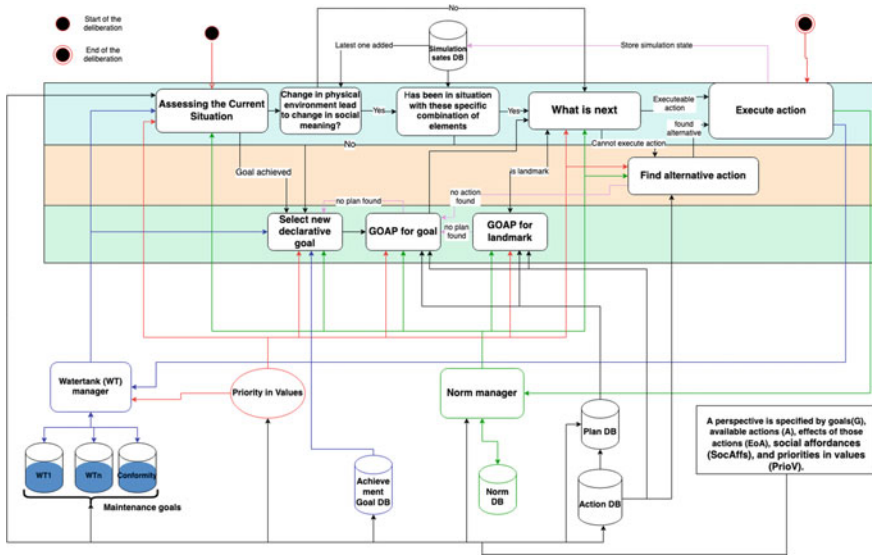 Start of the
deliberation
End of the
deliberation
No
Latest one added
Simulation
sates DB
Store simulation state
Assessing the Current
Situation
Change in physical
environment lead
to change in social
meaning?
Yes
Has been in situation
with these specific
combination of
elements
Yes
What is next
Executeable
action
Execute action
found
alternative
Cannot execute action
No
Goal achieved
is landmark
Find alternative action
no action
found
no plan found
Select new
declarative
goal
GOAP for goal
no plan
found
GOAP for
landmark
Watertank (WT)
manager
Priority in Values
Norm manager
Plan DB
A perspective is specified by goals(G),
available actions (A), effects of those
actions (EoA), social affordances
(SocAffs), and priorities in values
(PrioV).
WT1
WTn
Conformity
Maintenance goals
Achieve
ment
Goal DB
Norm
DB
Action DB